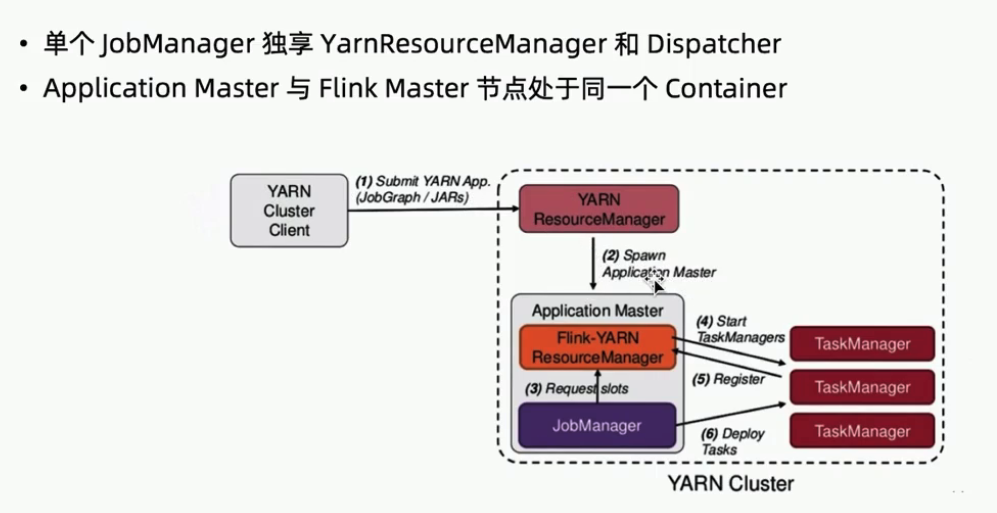 • 单个 JobManager 独享 YarnResourceManager 和 Dispatcher
• Application Master 与 Flink Master 节点处于同一个 Container
YARN
Cluster
Client
(1) Submit YARN App.
(JobGraph / JARs)
YARN
ResourceManager
(2) Spawn
Application Master
Application Master
Flink-YARN
ResourceManager
(3) Request slots
JobManager
(4) Start
TaskManagers
(5) Register
(6) Deploy
Tasks
TaskManager
TaskManager
TaskManager
YARN Cluster